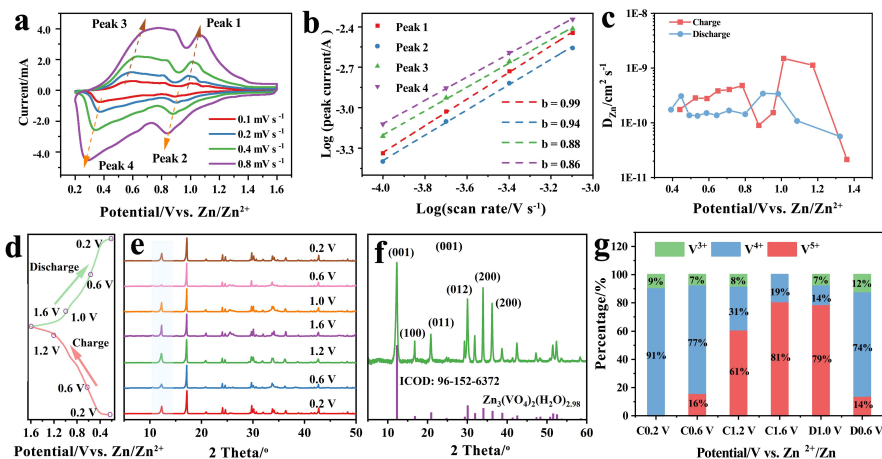 a
Peak 3
Peak 1
Peak 4
Peak 2
0.1 mV s⁻¹
0.2 mV s⁻¹
0.4 mV s⁻¹
0.8 mV s⁻¹
4.0
2.0
0.0
-2.0
-4.0
0.2 0.4 0.6 0.8 1.0 1.2 1.4 1.6
Current/mA
Potential/Vvs. Zn/Zn²⁺
b
Peak 1
Peak 2
Peak 3
Peak 4
b = 0.99
b = 0.94
b = 0.88
b = 0.86
-2.4
-2.7
-3.0
-3.3
-4.0 -3.8 -3.6 -3.4 -3.2 -3.0
Log (peak current/A )
Log(scan rate/V s⁻¹)
c
Charge
Discharge
1E-8
1E-9
1E-10
1E-11
0.4 0.6 0.8 1.0 1.2 1.4
D_Zn/cm² s⁻¹
Potential/Vvs. Zn/Zn²⁺
d
0.2 V
Discharge
0.6 V
1.6 V
1.0 V
Charge
1.2 V
0.6 V
0.2 V
1.6 1.2 0.8 0.4
Potential/Vvs. Zn/Zn²⁺
e
0.2 V
0.6 V
1.0 V
1.6 V
1.2 V
0.6 V
0.2 V
10 20 30 40 50
2 Theta/°
f
(001)
(001)
(200)
(012)
(200)
(100)
(011)
ICOD: 96-152-6372
Zn₃(VO₄)₂(H₂O)₂.₉₈
10 20 30 40 50 60
2 Theta/°
g
V³⁺ V⁴⁺ V⁵⁺
100
80
60
40
20
0
9% 7% 8% 19% 7% 12%
91% 77% 31% 81% 14% 74%
16% 61% 79% 14%
C0.2 V C0.6 V C1.2 V C1.6 V D1.0 V D0.6 V
Percentage/%
Potential/V vs. Zn ²⁺/Zn